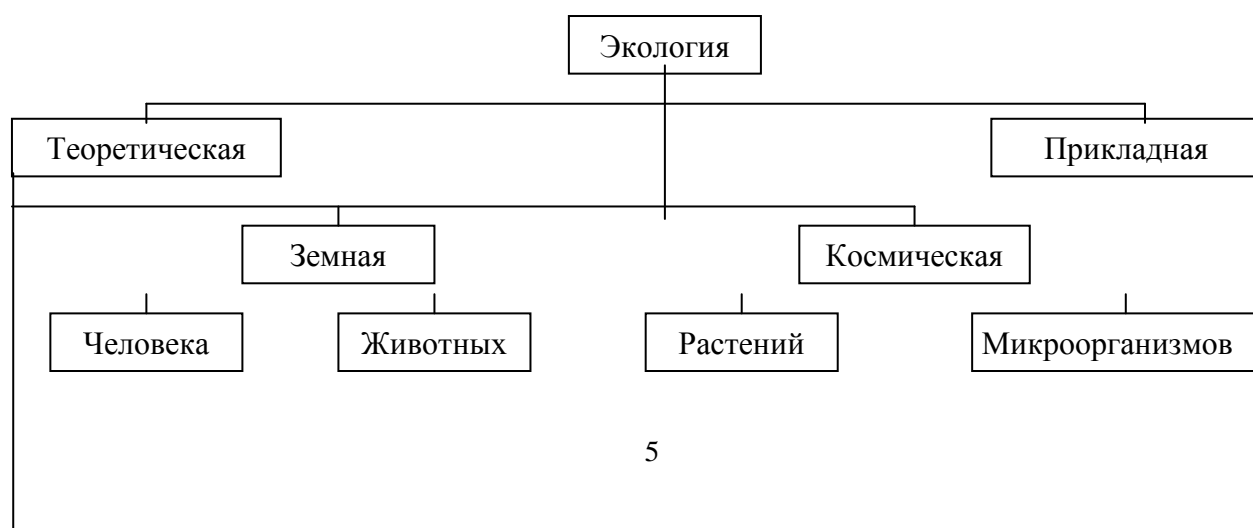 Экология
Теоретическая Прикладная
Земная Космическая
Человека Животных Растений Микроорганизмов
5